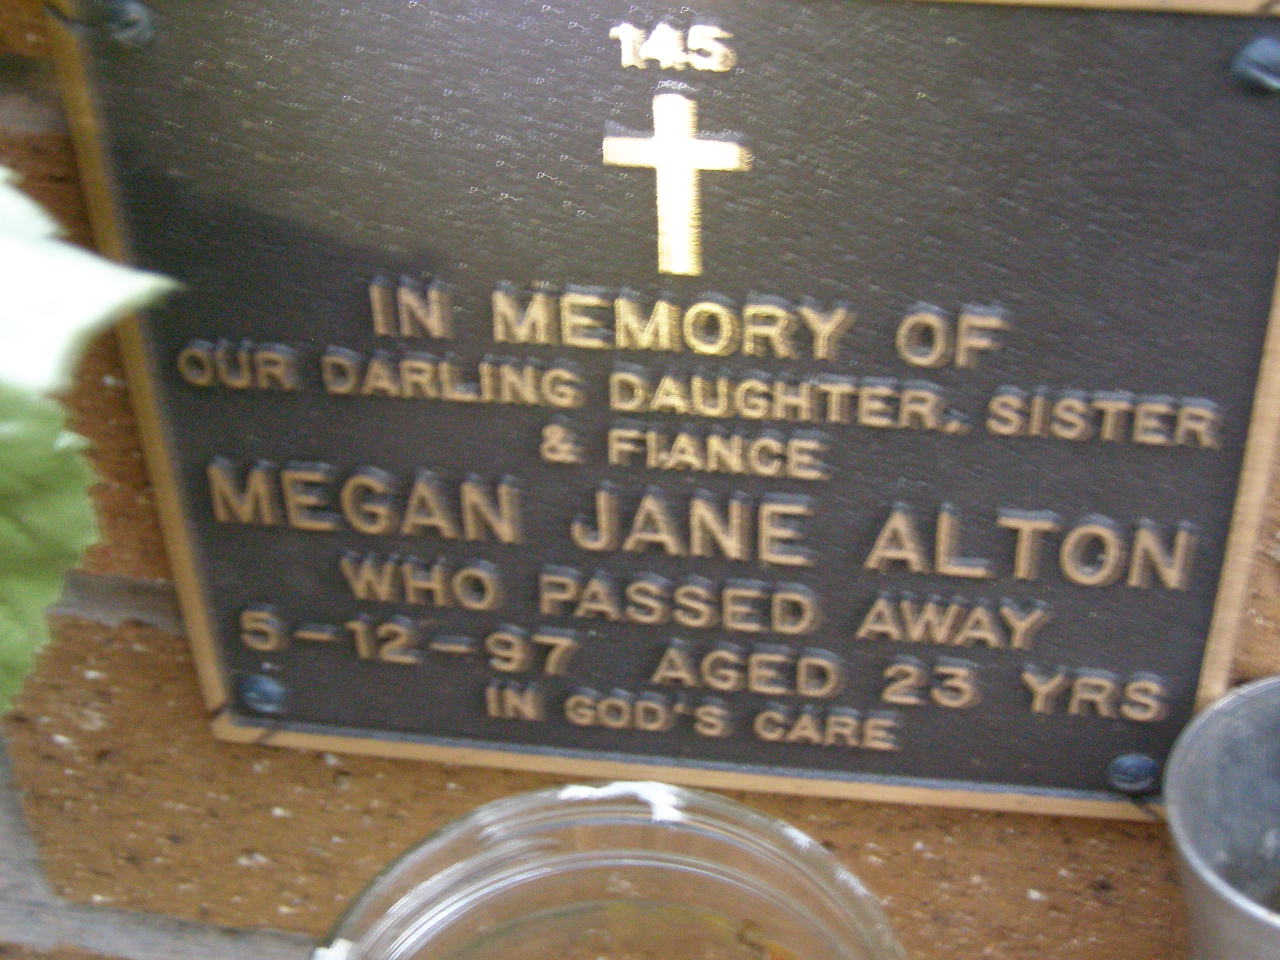 145
IN MEMORY OF
OUR DARLING DAUGHTER, SISTER
& FIANCE
MEGAN JANE ALTON
WHO PASSED AWAY
5-12-97 AGED 23 YRS
IN GOD'S CARE